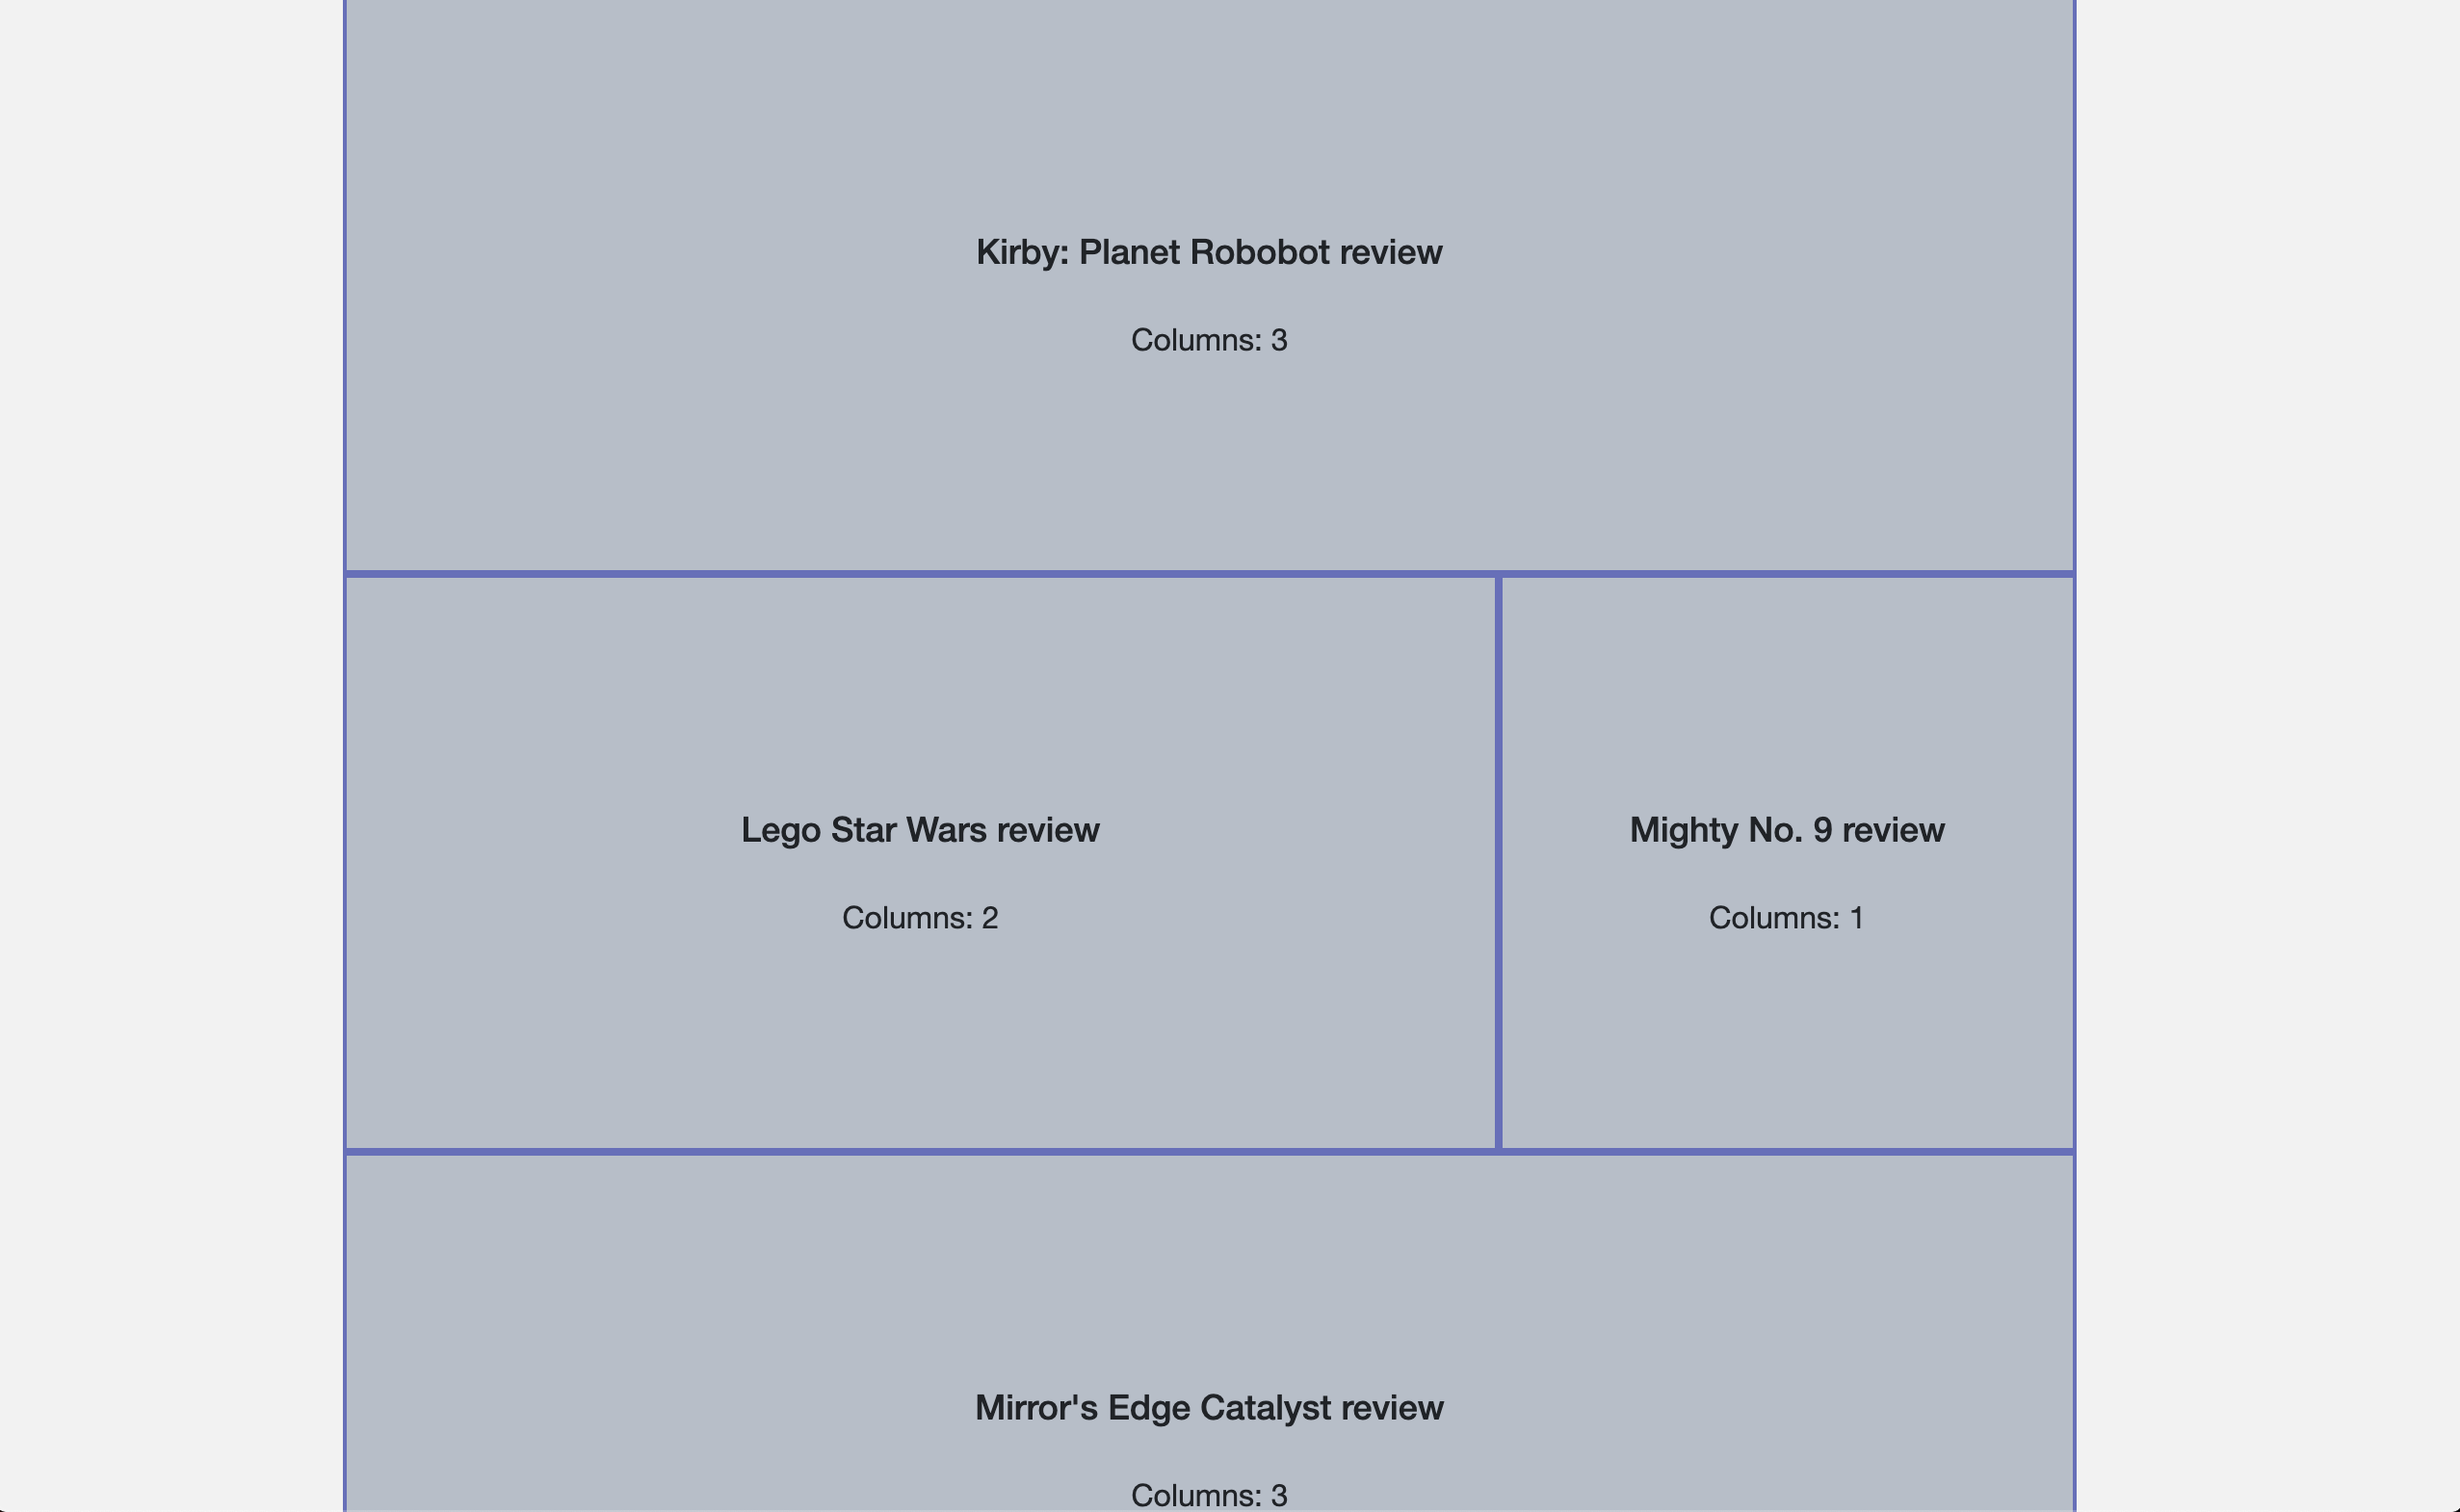 Kirby: Planet Robobot review
Columns: 3
Lego Star Wars review
Columns: 2
Mighty No. 9 review
Columns: 1
Mirror's Edge Catalyst review
Columns: 3